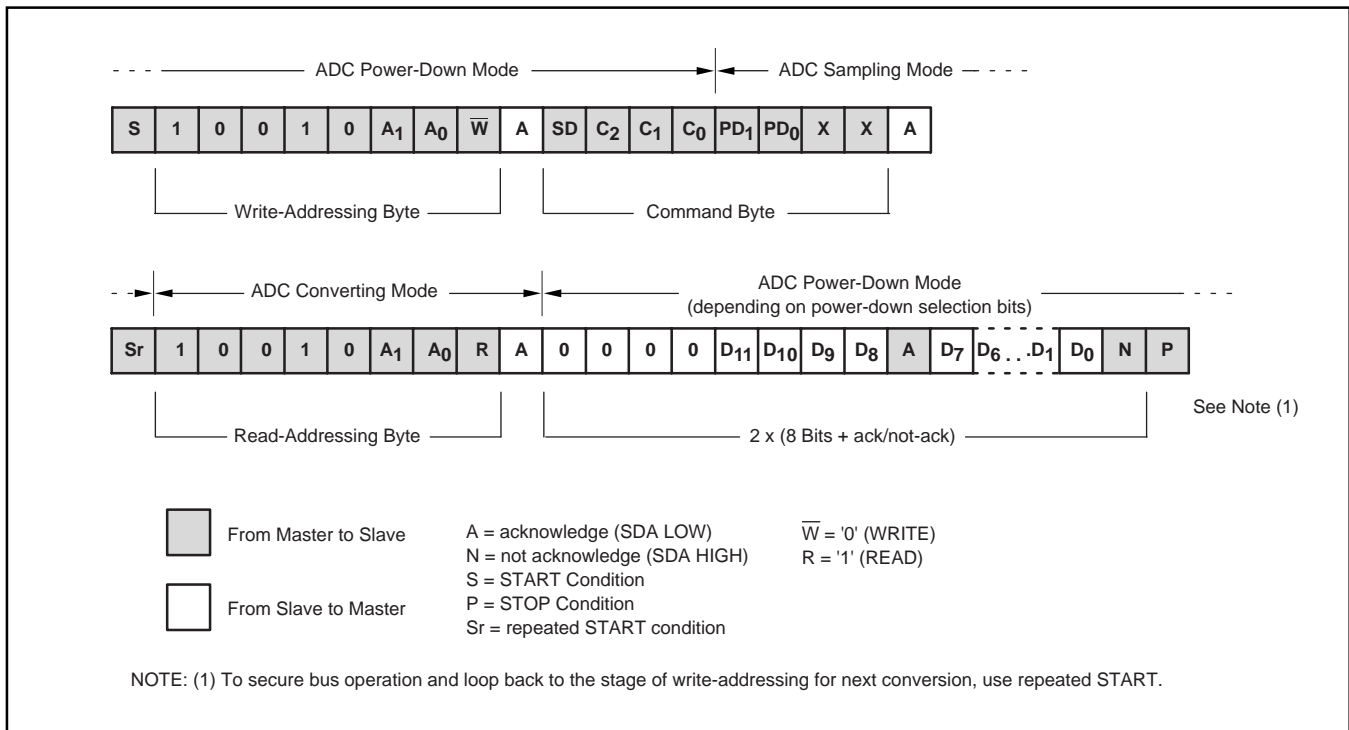 ADC Power-Down Mode ADC Sampling Mode
S 1 0 0 1 0 A1 A0 W̅ A SD C2 C1 C0 PD1 PD0 X X A
Write-Addressing Byte Command Byte
ADC Converting Mode ADC Power-Down Mode
(depending on power-down selection bits)
Sr 1 0 0 1 0 A1 A0 R A 0 0 0 0 D11 D10 D9 D8 A D7 D6 . . . D1 D0 N P
See Note (1)
Read-Addressing Byte 2 x (8 Bits + ack/not-ack)
From Master to Slave
From Slave to Master
A = acknowledge (SDA LOW)
N = not acknowledge (SDA HIGH)
S = START Condition
P = STOP Condition
Sr = repeated START condition
W̅ = '0' (WRITE)
R = '1' (READ)
NOTE: (1) To secure bus operation and loop back to the stage of write-addressing for next conversion, use repeated START.